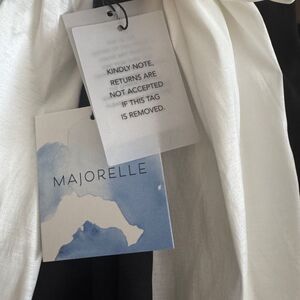 KINDLY NOTE,
RETURNS ARE
NOT ACCEPTED
IF THIS TAG
IS REMOVED.
MAJORELLE